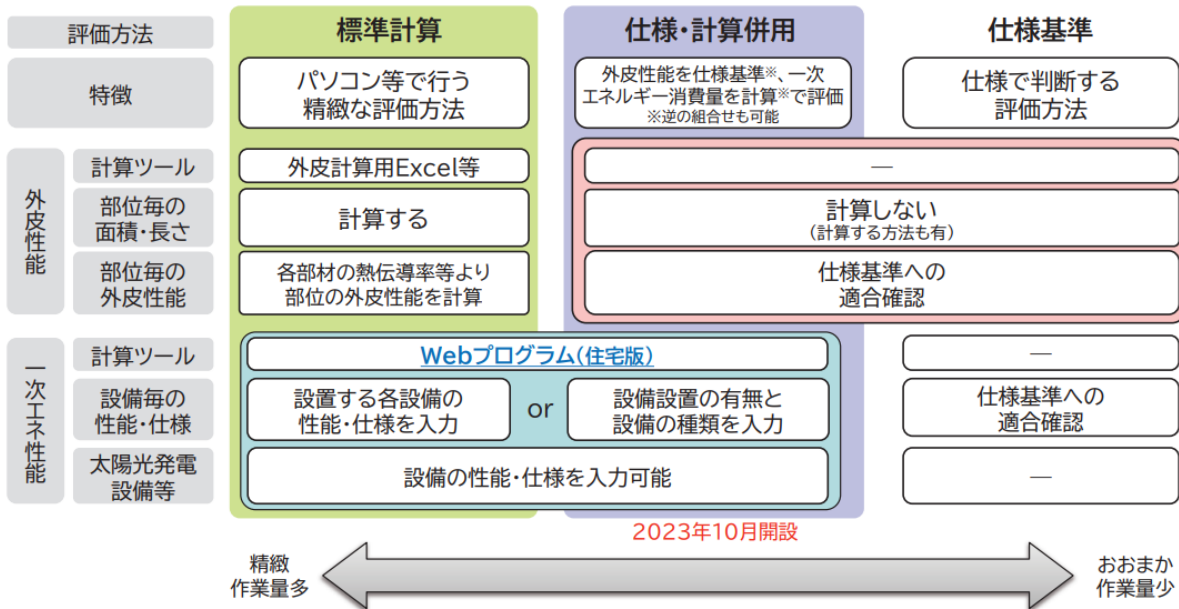 評価方法
標準計算
仕様・計算併用
仕様基準
特徴
パソコン等で行う
精緻な評価方法
外皮性能を仕様基準※、一次
エネルギー消費量を計算※で評価
※逆の組合せも可能
仕様で判断する
評価方法
外皮性能
計算ツール
外皮計算用Excel等
―
部位毎の
面積・長さ
計算する
計算しない
(計算する方法も有)
部位毎の
外皮性能
各部材の熱伝導率等より
部位の外皮性能を計算
仕様基準への
適合確認
一次エネ性能
計算ツール
Webプログラム(住宅版)
―
設備毎の
性能・仕様
設置する各設備の
性能・仕様を入力
or
設備設置の有無と
設備の種類を入力
仕様基準への
適合確認
太陽光発電
設備等
設備の性能・仕様を入力可能
―
2023年10月開設
精緻
作業量多
おおまか
作業量少